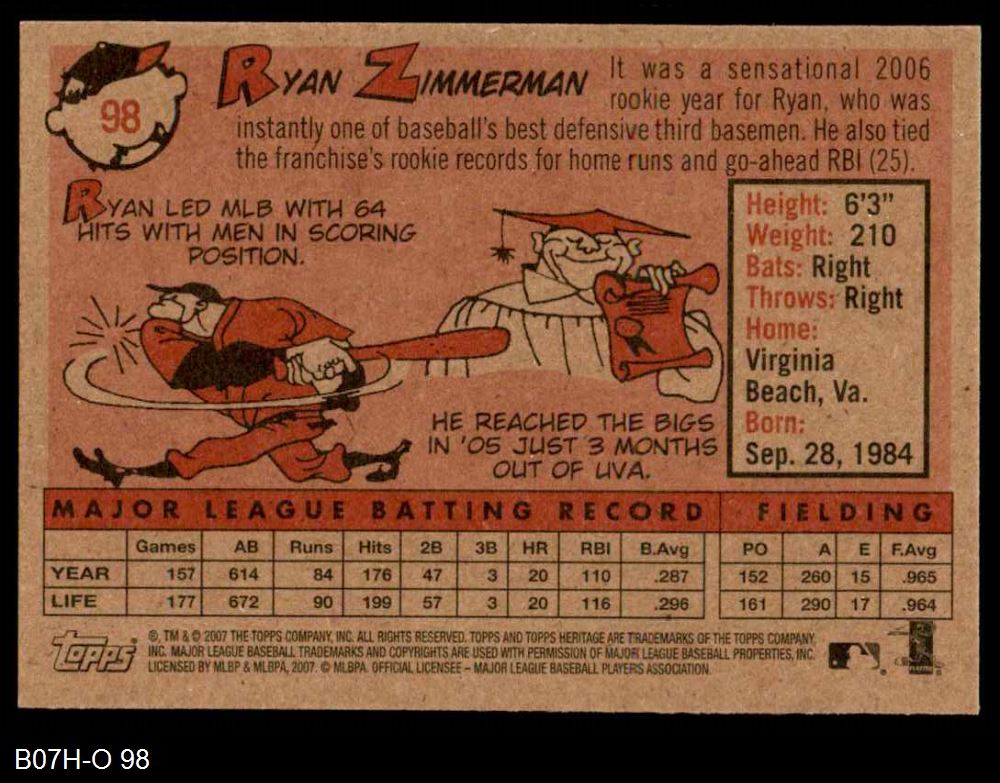 98
RYAN ZIMMERMAN
It was a sensational 2006
rookie year for Ryan, who was
instantly one of baseball's best defensive third basemen. He also tied
the franchise's rookie records for home runs and go-ahead RBI (25).
RYAN LED MLB WITH 64
HITS WITH MEN IN SCORING
POSITION.
HE REACHED THE BIGS
IN '05 JUST 3 MONTHS
OUT OF UVA.
Height: 6'3"
Weight: 210
Bats: Right
Throws: Right
Home:
Virginia
Beach, Va.
Born:
Sep. 28, 1984
MAJOR LEAGUE BATTING RECORD FIELDING
Games AB Runs Hits 2B 3B HR RBI B.Avg PO A E F.Avg
YEAR 157 614 84 176 47 3 20 110 .287 152 260 15 .965
LIFE 177 672 90 199 57 3 20 116 .296 161 290 17 .964
Topps
®, TM & © 2007 THE TOPPS COMPANY, INC. ALL RIGHTS RESERVED. TOPPS AND TOPPS HERITAGE ARE TRADEMARKS OF THE TOPPS COMPANY,
INC. MAJOR LEAGUE BASEBALL TRADEMARKS AND COPYRIGHTS ARE USED WITH PERMISSION OF MAJOR LEAGUE BASEBALL PROPERTIES, INC.
LICENSED BY MLBP & MLBPA, 2007. © MLBPA. OFFICIAL LICENSEE – MAJOR LEAGUE BASEBALL PLAYERS ASSOCIATION.
B07H-O 98